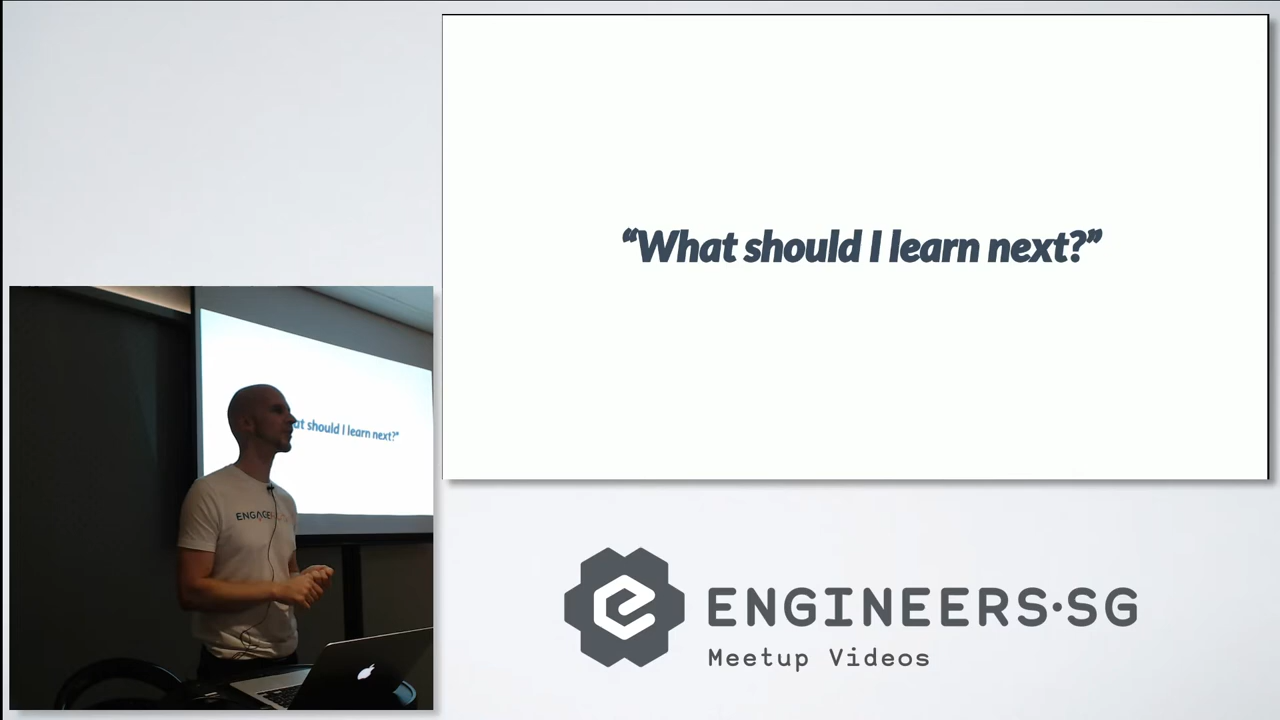 “What should I learn next?”
at should I learn next?”
ENGAGE
ENGINEERS·SG
Meetup Videos